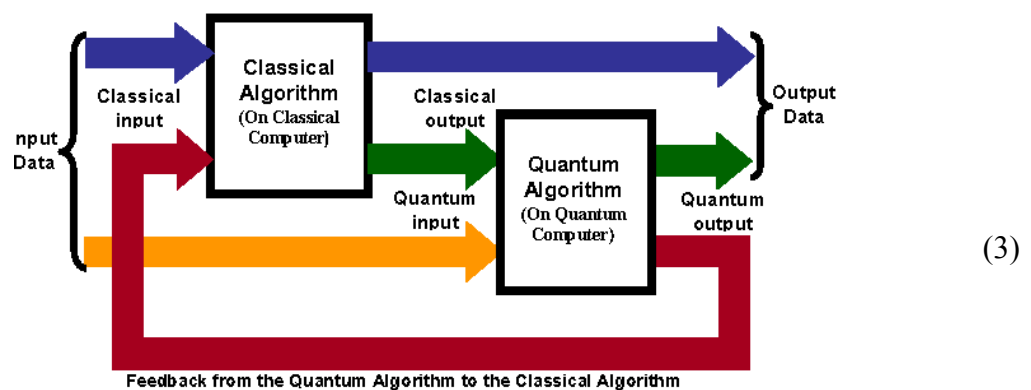 Classical
Algorithm
(On Classical
Computer)
Classical
input
Classical
output
Output
Data
nput
Data
Quantum
Algorithm
(On Quantum
Computer)
Quantum
input
Quantum
output
(3)
Feedback from the Quantum Algorithm to the Classical Algorithm